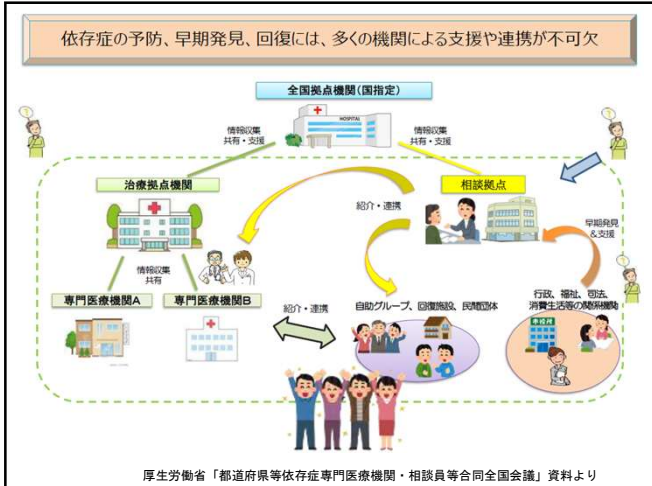 依存症の予防、早期発見、回復には、多くの機関による支援や連携が不可欠
全国拠点機関(国指定)
HOSPITAL
情報収集
共有・支援
情報収集
共有・支援
治療拠点機関
相談拠点
紹介・連携
早期発見
&支援
情報収集
共有
専門医療機関A
専門医療機関B
紹介・連携
自助グループ、回復施設、民間団体
行政、福祉、司法、
消費生活等の関係機関
市役所
厚生労働省「都道府県等依存症専門医療機関・相談員等合同全国会議」資料より